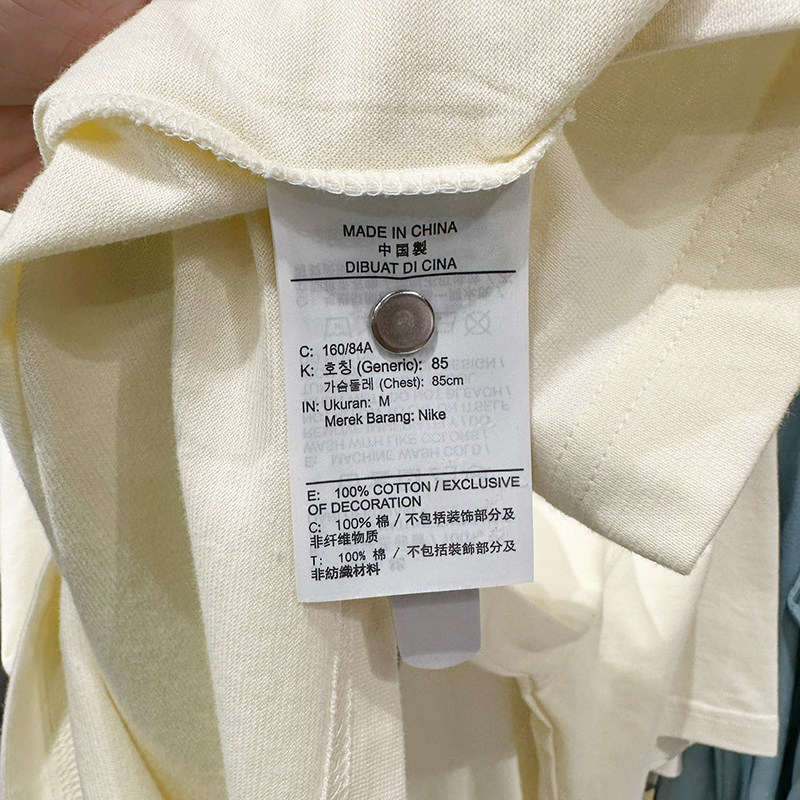 MADE IN CHINA
中国製
DIBUAT DI CINA
C: 160/84A
K: 호칭 (Generic): 85
가슴둘레 (Chest): 85cm
IN: Ukuran: M
Merek Barang: Nike
E: 100% COTTON / EXCLUSIVE
OF DECORATION
C: 100% 棉 / 不包括装饰部分及
非纤维物质
T: 100% 棉 / 不包括裝飾部分及
非紡織材料